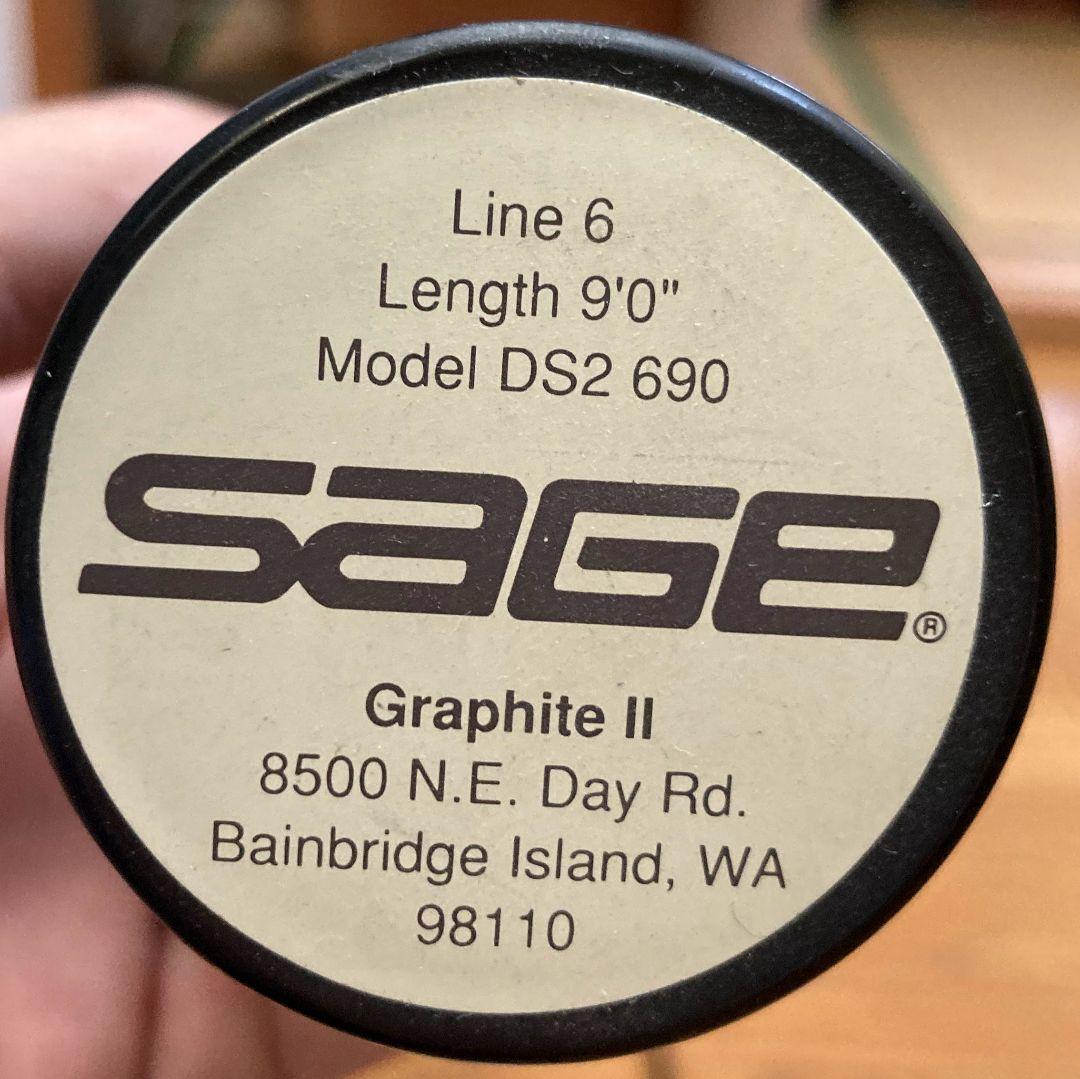 Line 6
Length 9'0"
Model DS2 690
SAGE®
Graphite II
8500 N.E. Day Rd.
Bainbridge Island, WA
98110